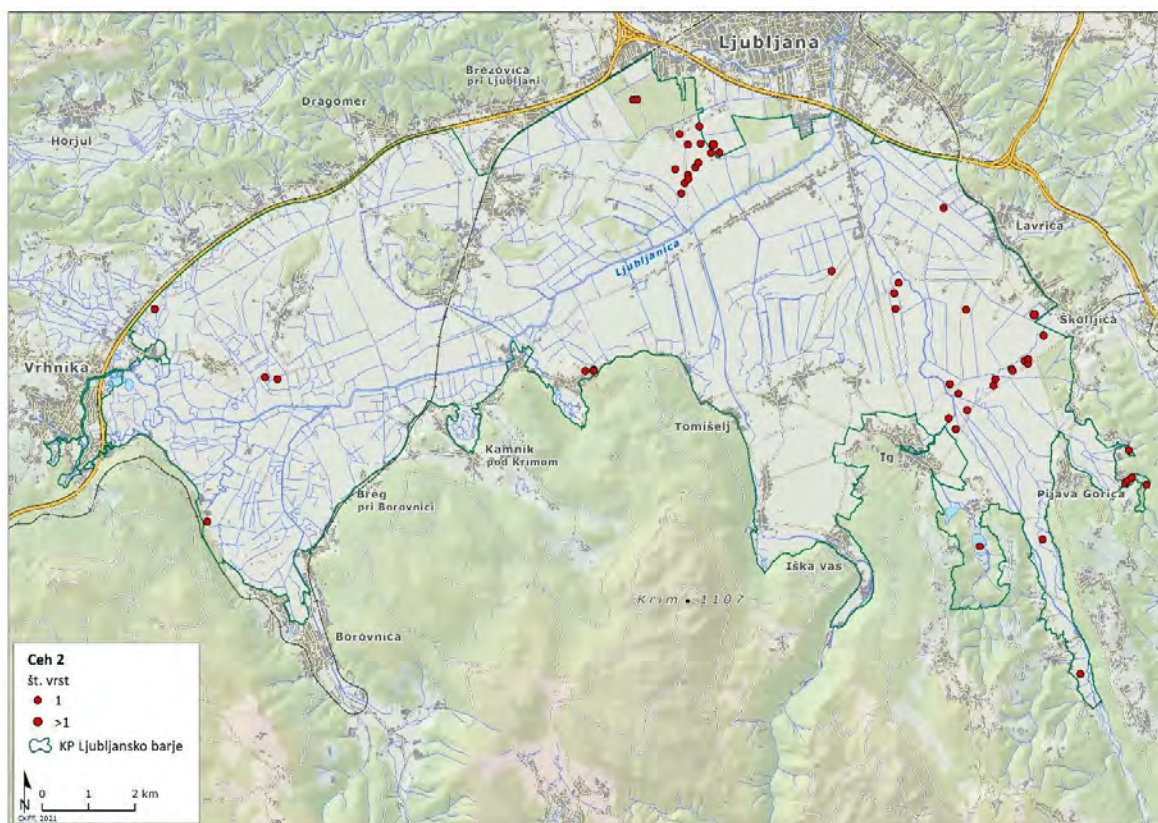 Ljubljana
Brezovica
pri Ljubljani
Dragomer
Horjul
Ljubljanica
Lavrica
Škofljica
Vrhnika
Tomišelj
Kamnik
pod Krimom
Ig
Breg
pri Borovnici
Pijava Gorica
Iška vas
Krim 1107
Borovnica
Ceh 2
št. vrst
1
>1
KP Ljubljansko barje
N
0 1 2 km
CKFF, 2021